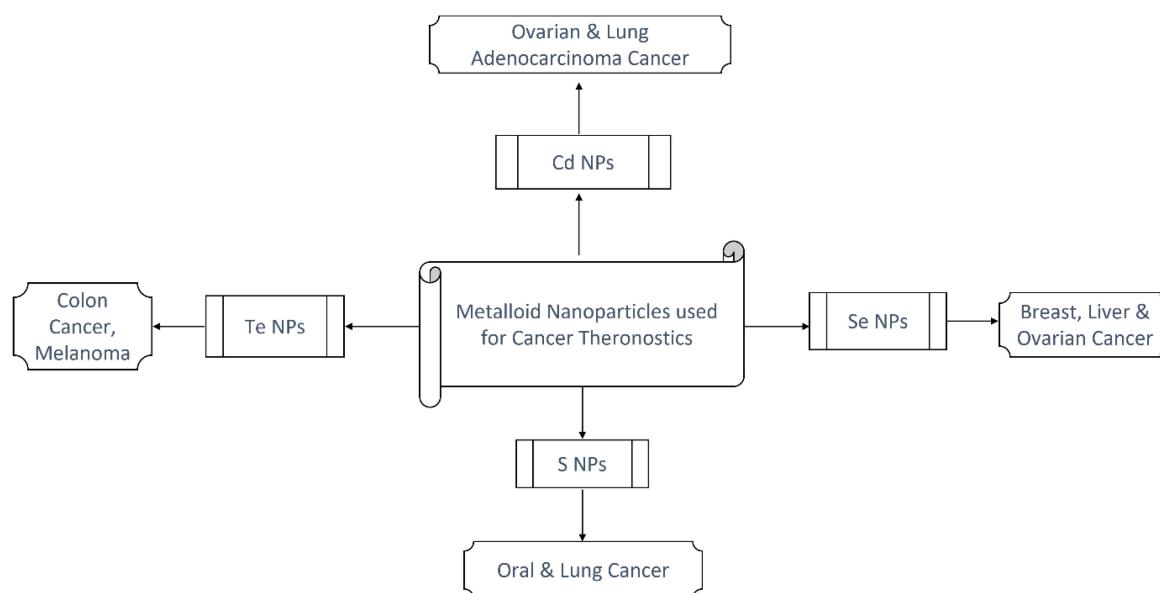 Ovarian & Lung
Adenocarcinoma Cancer
Cd NPs
Metalloid Nanoparticles used
for Cancer Theronostics
Colon
Cancer,
Melanoma
Te NPs
Se NPs
Breast, Liver &
Ovarian Cancer
S NPs
Oral & Lung Cancer